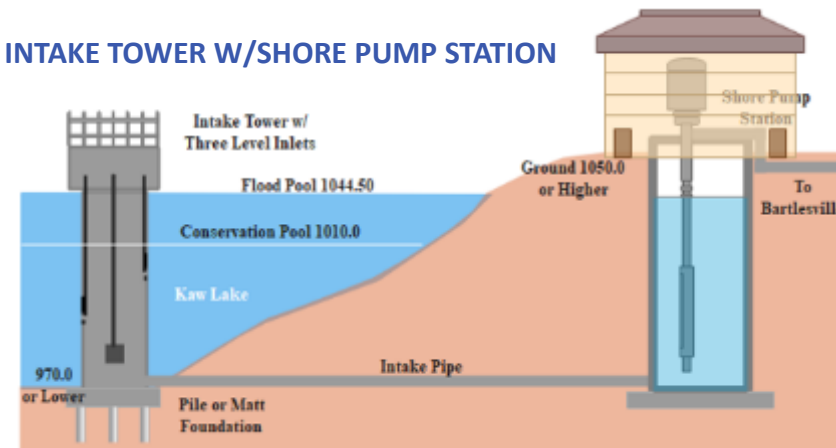 INTAKE TOWER W/SHORE PUMP STATION
Intake Tower w/
Three Level Inlets
Shore Pump
Station
Flood Pool 1044.50
Ground 1050.0
or Higher
To
Bartlesvill
Conservation Pool 1010.0
Kaw Lake
970.0
or Lower
Intake Pipe
Pile or Matt
Foundation